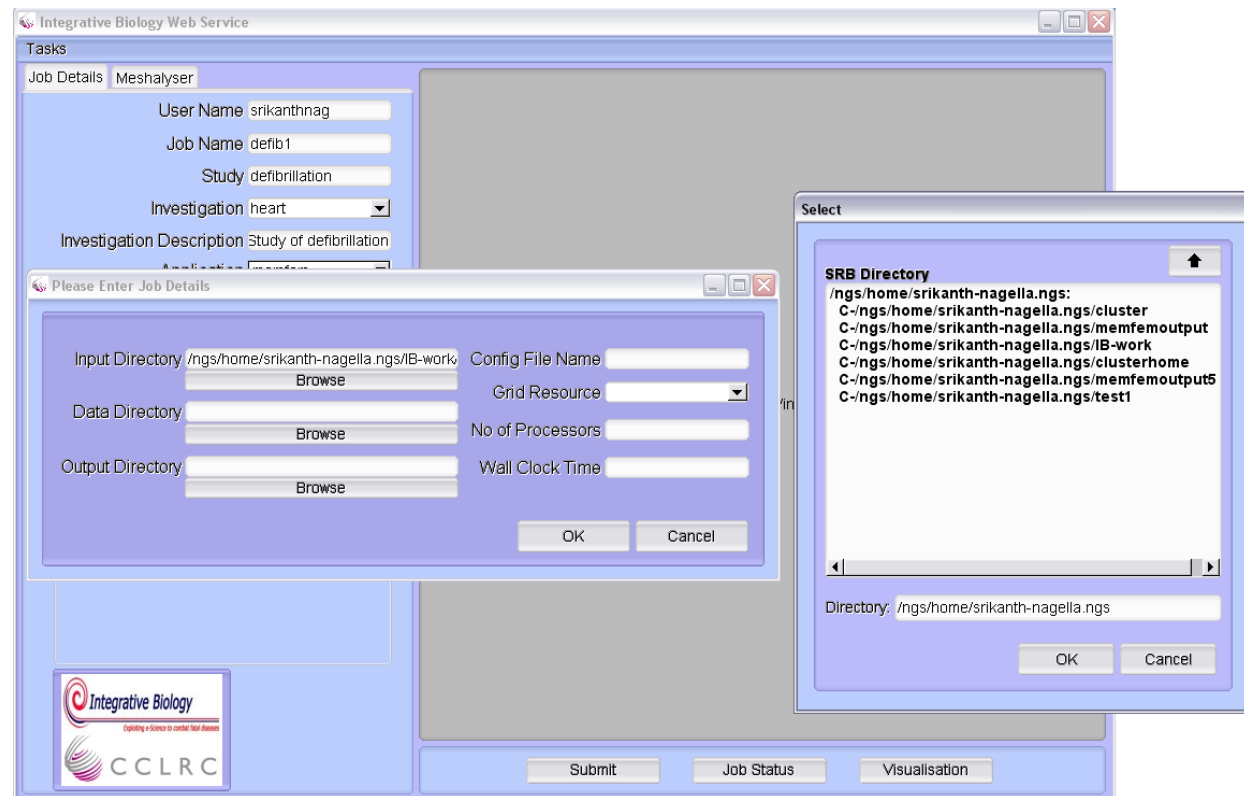 Integrative Biology Web Service
Tasks
Job Details Meshalyser
User Name srikanthnag
Job Name defib1
Study defibrillation
Investigation heart
Investigation Description Study of defibrillation
Application memfem
Please Enter Job Details
Input Directory /ngs/home/srikanth-nagella.ngs/IB-work/
Browse
Data Directory
Browse
Output Directory
Browse
Config File Name
Grid Resource
No of Processors
Wall Clock Time
OK Cancel
Select
SRB Directory
/ngs/home/srikanth-nagella.ngs:
C-/ngs/home/srikanth-nagella.ngs/cluster
C-/ngs/home/srikanth-nagella.ngs/memfemoutput
C-/ngs/home/srikanth-nagella.ngs/IB-work
C-/ngs/home/srikanth-nagella.ngs/clusterhome
C-/ngs/home/srikanth-nagella.ngs/memfemoutput5
C-/ngs/home/srikanth-nagella.ngs/test1
Directory: /ngs/home/srikanth-nagella.ngs
OK Cancel
Integrative Biology
Exploiting e-Science to combat fatal diseases
CCLRC
Submit Job Status Visualisation